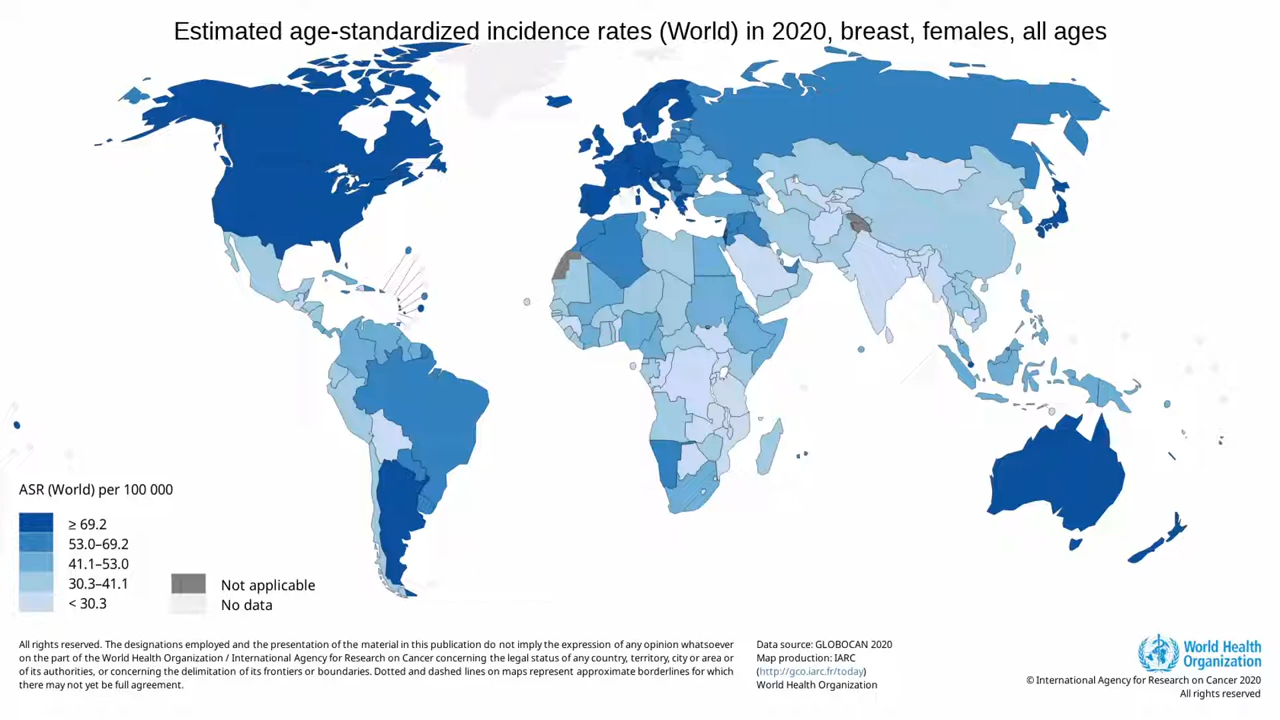 Estimated age-standardized incidence rates (World) in 2020, breast, females, all ages
ASR (World) per 100 000
≥ 69.2
53.0–69.2
41.1–53.0
30.3–41.1
< 30.3
Not applicable
No data
All rights reserved. The designations employed and the presentation of the material in this publication do not imply the expression of any opinion whatsoever
on the part of the World Health Organization / International Agency for Research on Cancer concerning the legal status of any country, territory, city or area or
of its authorities, or concerning the delimitation of its frontiers or boundaries. Dotted and dashed lines on maps represent approximate borderlines for which
there may not yet be full agreement.
Data source: GLOBOCAN 2020
Map production: IARC
(http://gco.iarc.fr/today)
World Health Organization
World Health
Organization
© International Agency for Research on Cancer 2020
All rights reserved